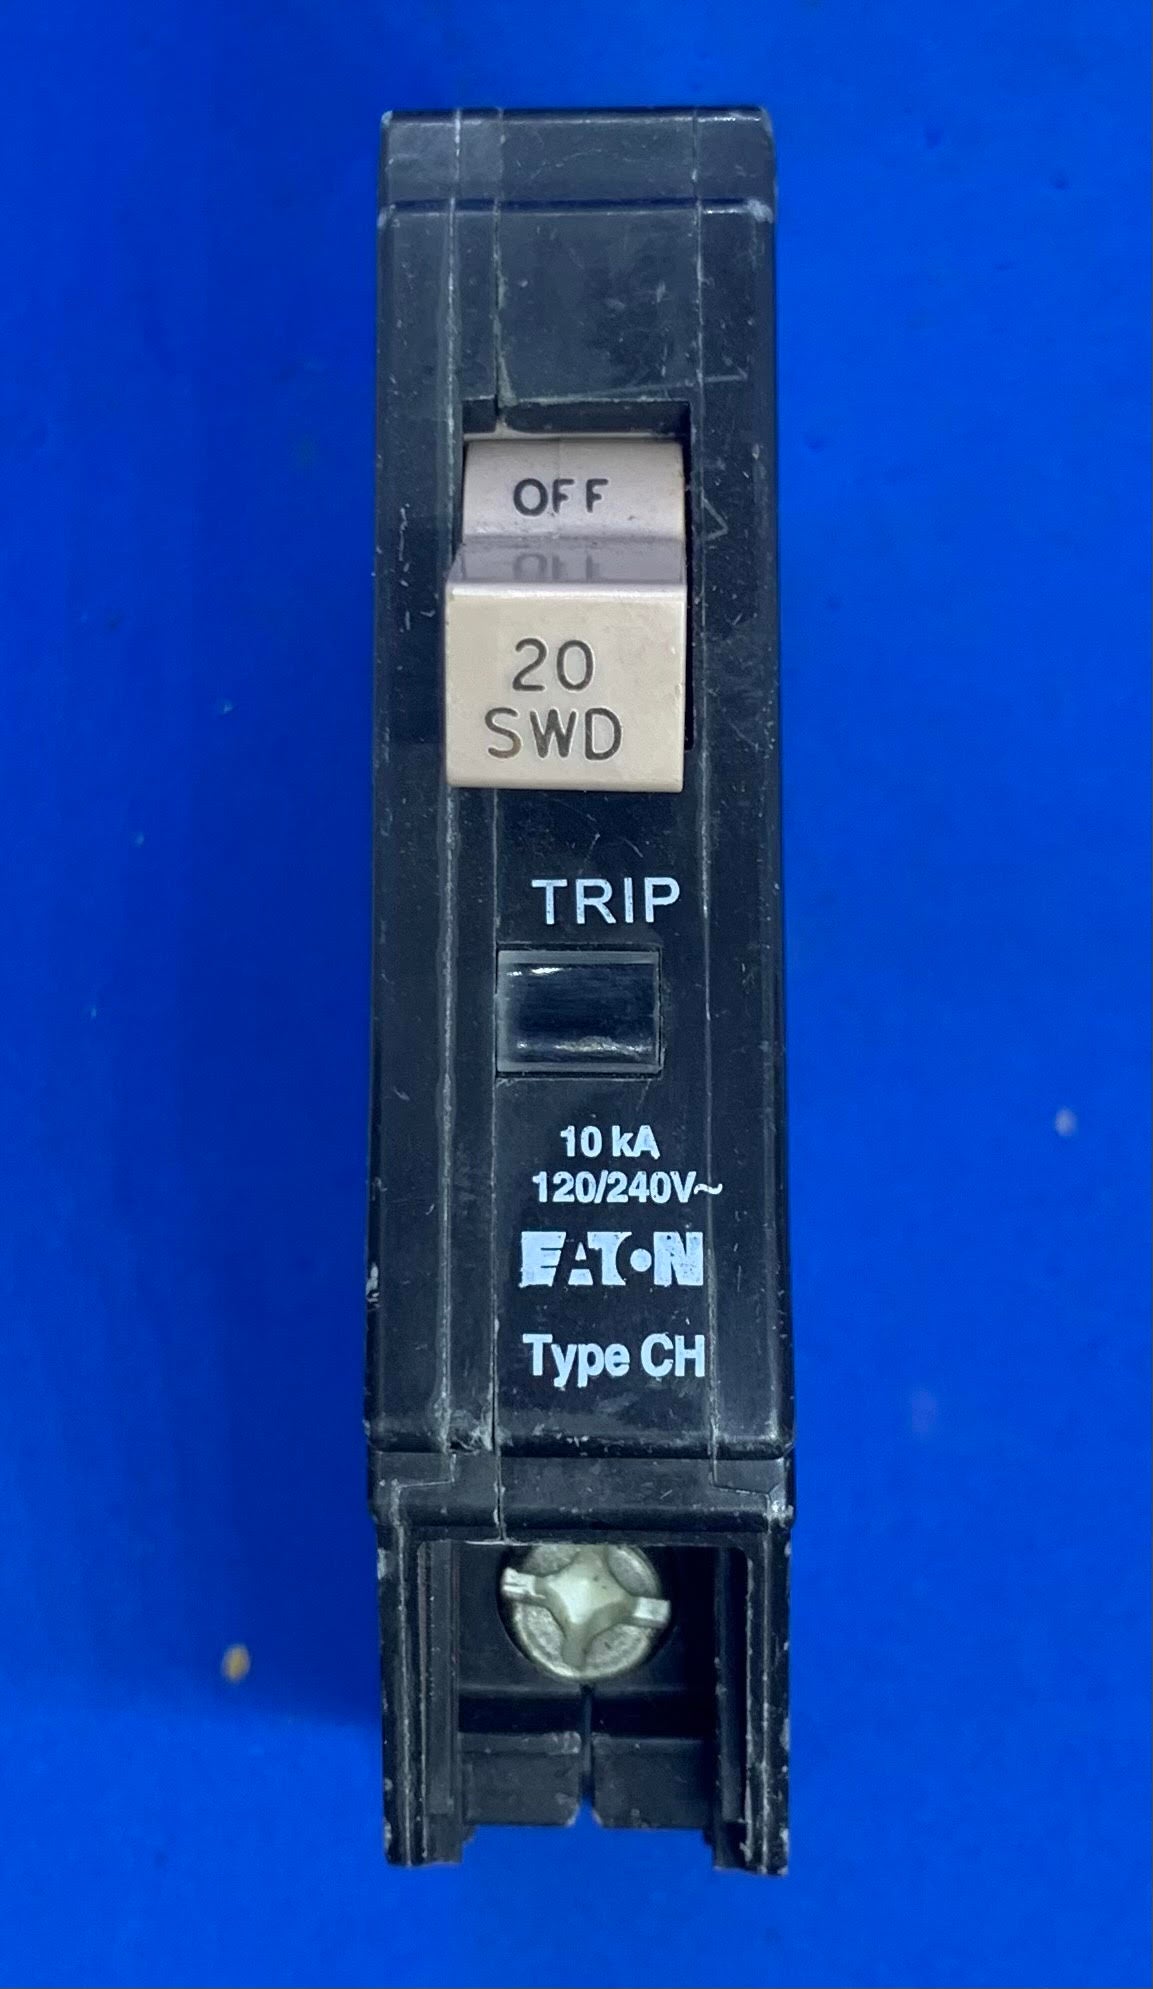 OFF
20
SWD
TRIP
10 kA
120/240V~
EATON
Type CH